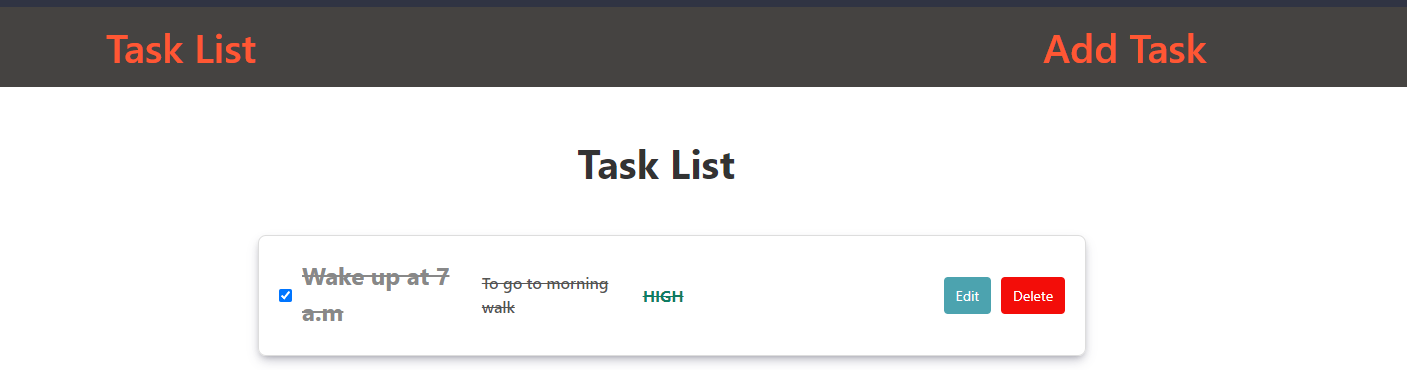 Task List
Add Task
Task List
Wake up at 7
a.m
To go to morning
walk
HIGH
Edit
Delete